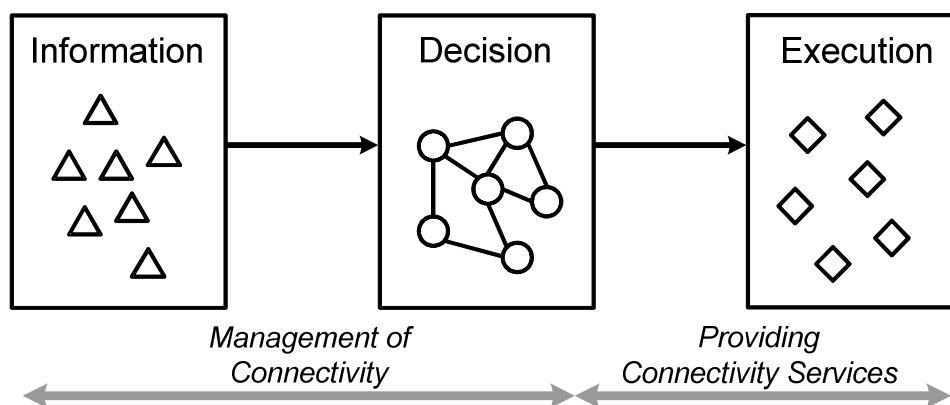 Information
Decision
Execution
Management of
Connectivity
Providing
Connectivity Services